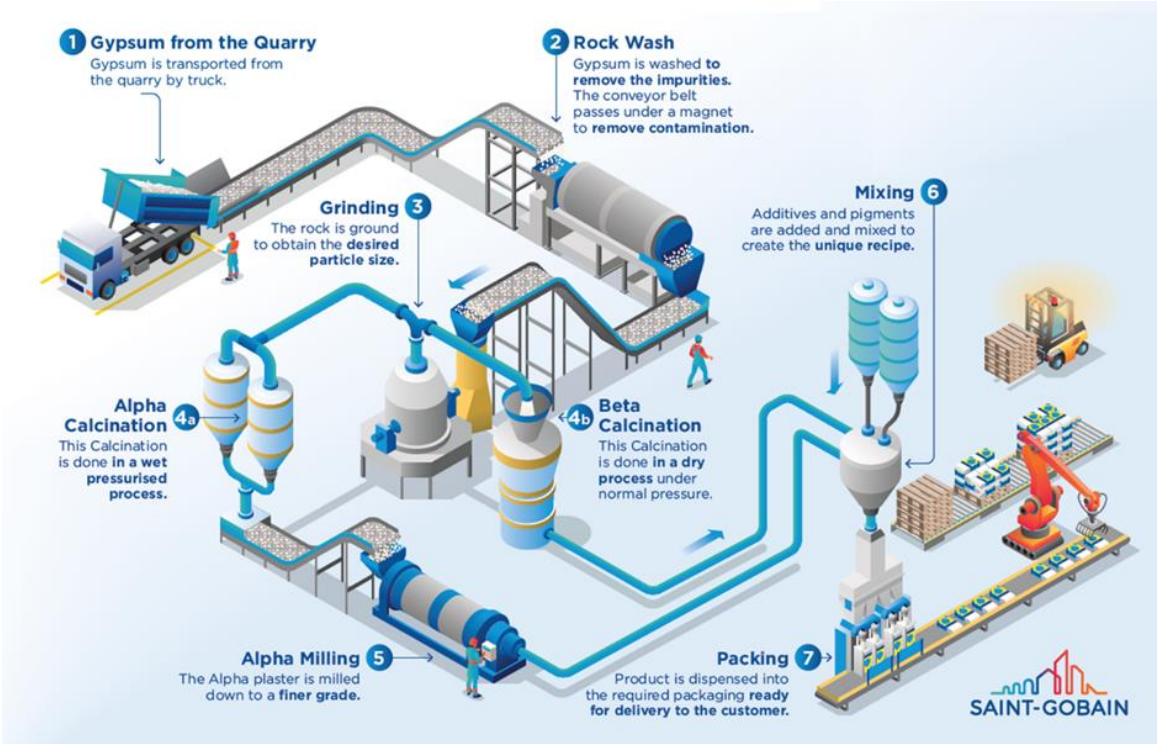 1 Gypsum from the Quarry
Gypsum is transported from
the quarry by truck.
2 Rock Wash
Gypsum is washed to
remove the impurities.
The conveyor belt
passes under a magnet
to remove contamination.
Grinding 3
The rock is ground
to obtain the desired
particle size.
Alpha
Calcination 4a
This Calcination
is done in a wet
pressurised
process.
4b Beta
Calcination
This Calcination
is done in a dry
process under
normal pressure.
Alpha Milling 5
The Alpha plaster is milled
down to a finer grade.
Mixing 6
Additives and pigments
are added and mixed to
create the unique recipe.
Packing 7
Product is dispensed into
the required packaging ready
for delivery to the customer.
SAINT-GOBAIN